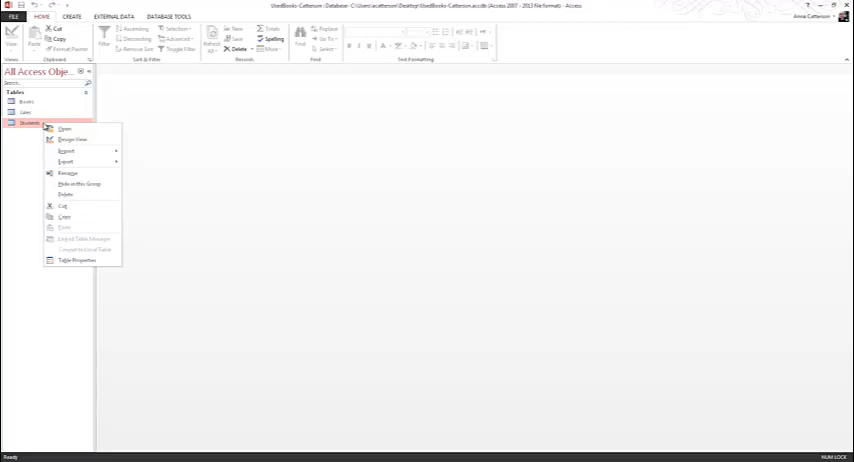 UsedBooks-Catterson : Database- C:\Users\acatterson\Desktop\UsedBooks-Catterson.accdb (Access 2007 - 2013 file format) - Access
FILE HOME CREATE EXTERNAL DATA DATABASE TOOLS
Anna Catterson
View
Views
Paste
Cut
Copy
Format Painter
Clipboard
Filter
Ascending
Descending
Remove Sort
Selection
Advanced
Toggle Filter
Sort & Filter
Refresh All
New
Save
Delete
Totals
Spelling
More
Records
Find
Replace
Go To
Select
Find
B I U
Text Formatting
All Access Obje...
Search...
Tables
Books
Sales
Students
Open
Design View
Import
Export
Rename
Hide in this Group
Delete
Cut
Copy
Paste
Linked Table Manager
Convert to Local Table
Table Properties
Ready
NUM LOCK